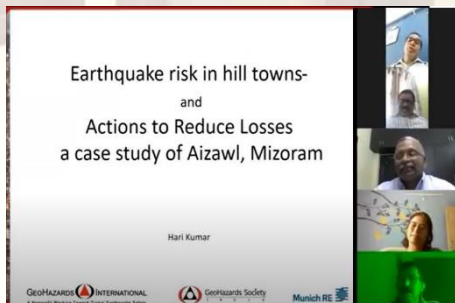 Earthquake risk in hill towns-
and
Actions to Reduce Losses
a case study of Aizawl, Mizoram
Hari Kumar
GEOHAZARDS INTERNATIONAL
GeoHazards Society
INDIA
Munich RE